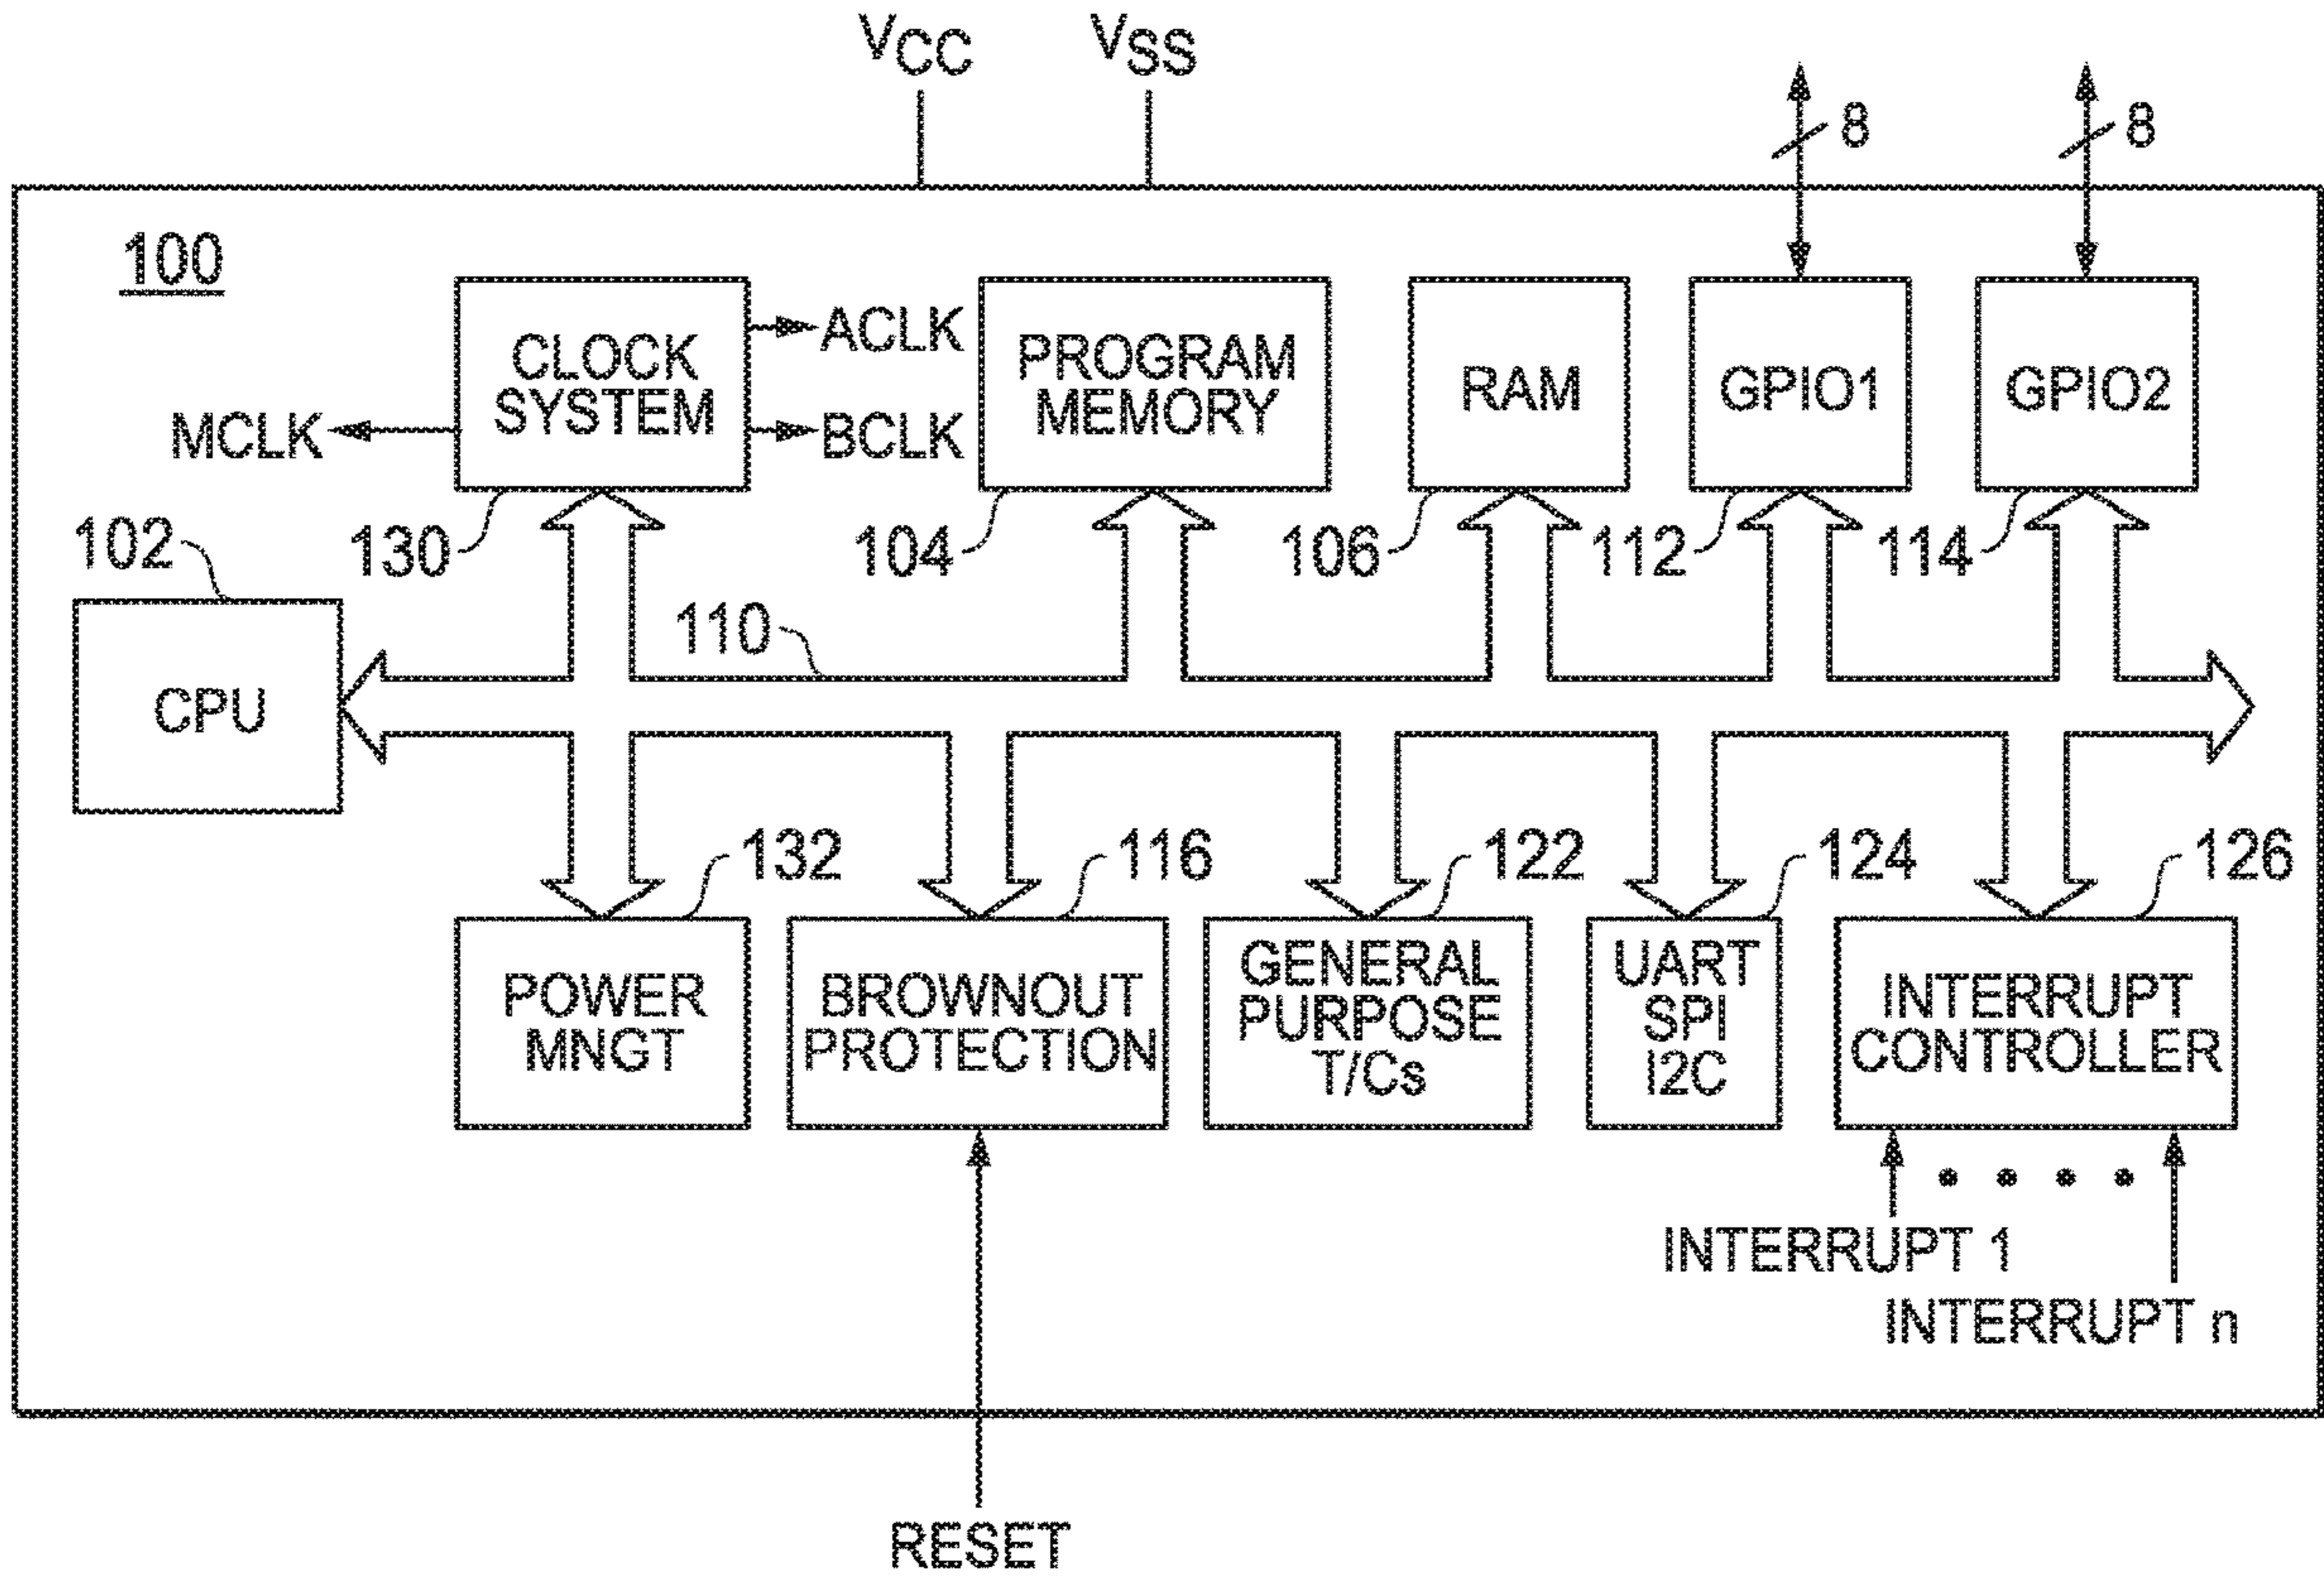 VCC VSS
8 8
100
CLOCK
SYSTEM
ACLK
BCLK
MCLK
PROGRAM
MEMORY
RAM
GPIO1
GPIO2
102 130 104 106 112 114
110
CPU
132 116 122 124 126
POWER
MNGT
BROWNOUT
PROTECTION
GENERAL
PURPOSE
T/Cs
UART
SPI
I2C
INTERRUPT
CONTROLLER
INTERRUPT 1
INTERRUPT n
RESET